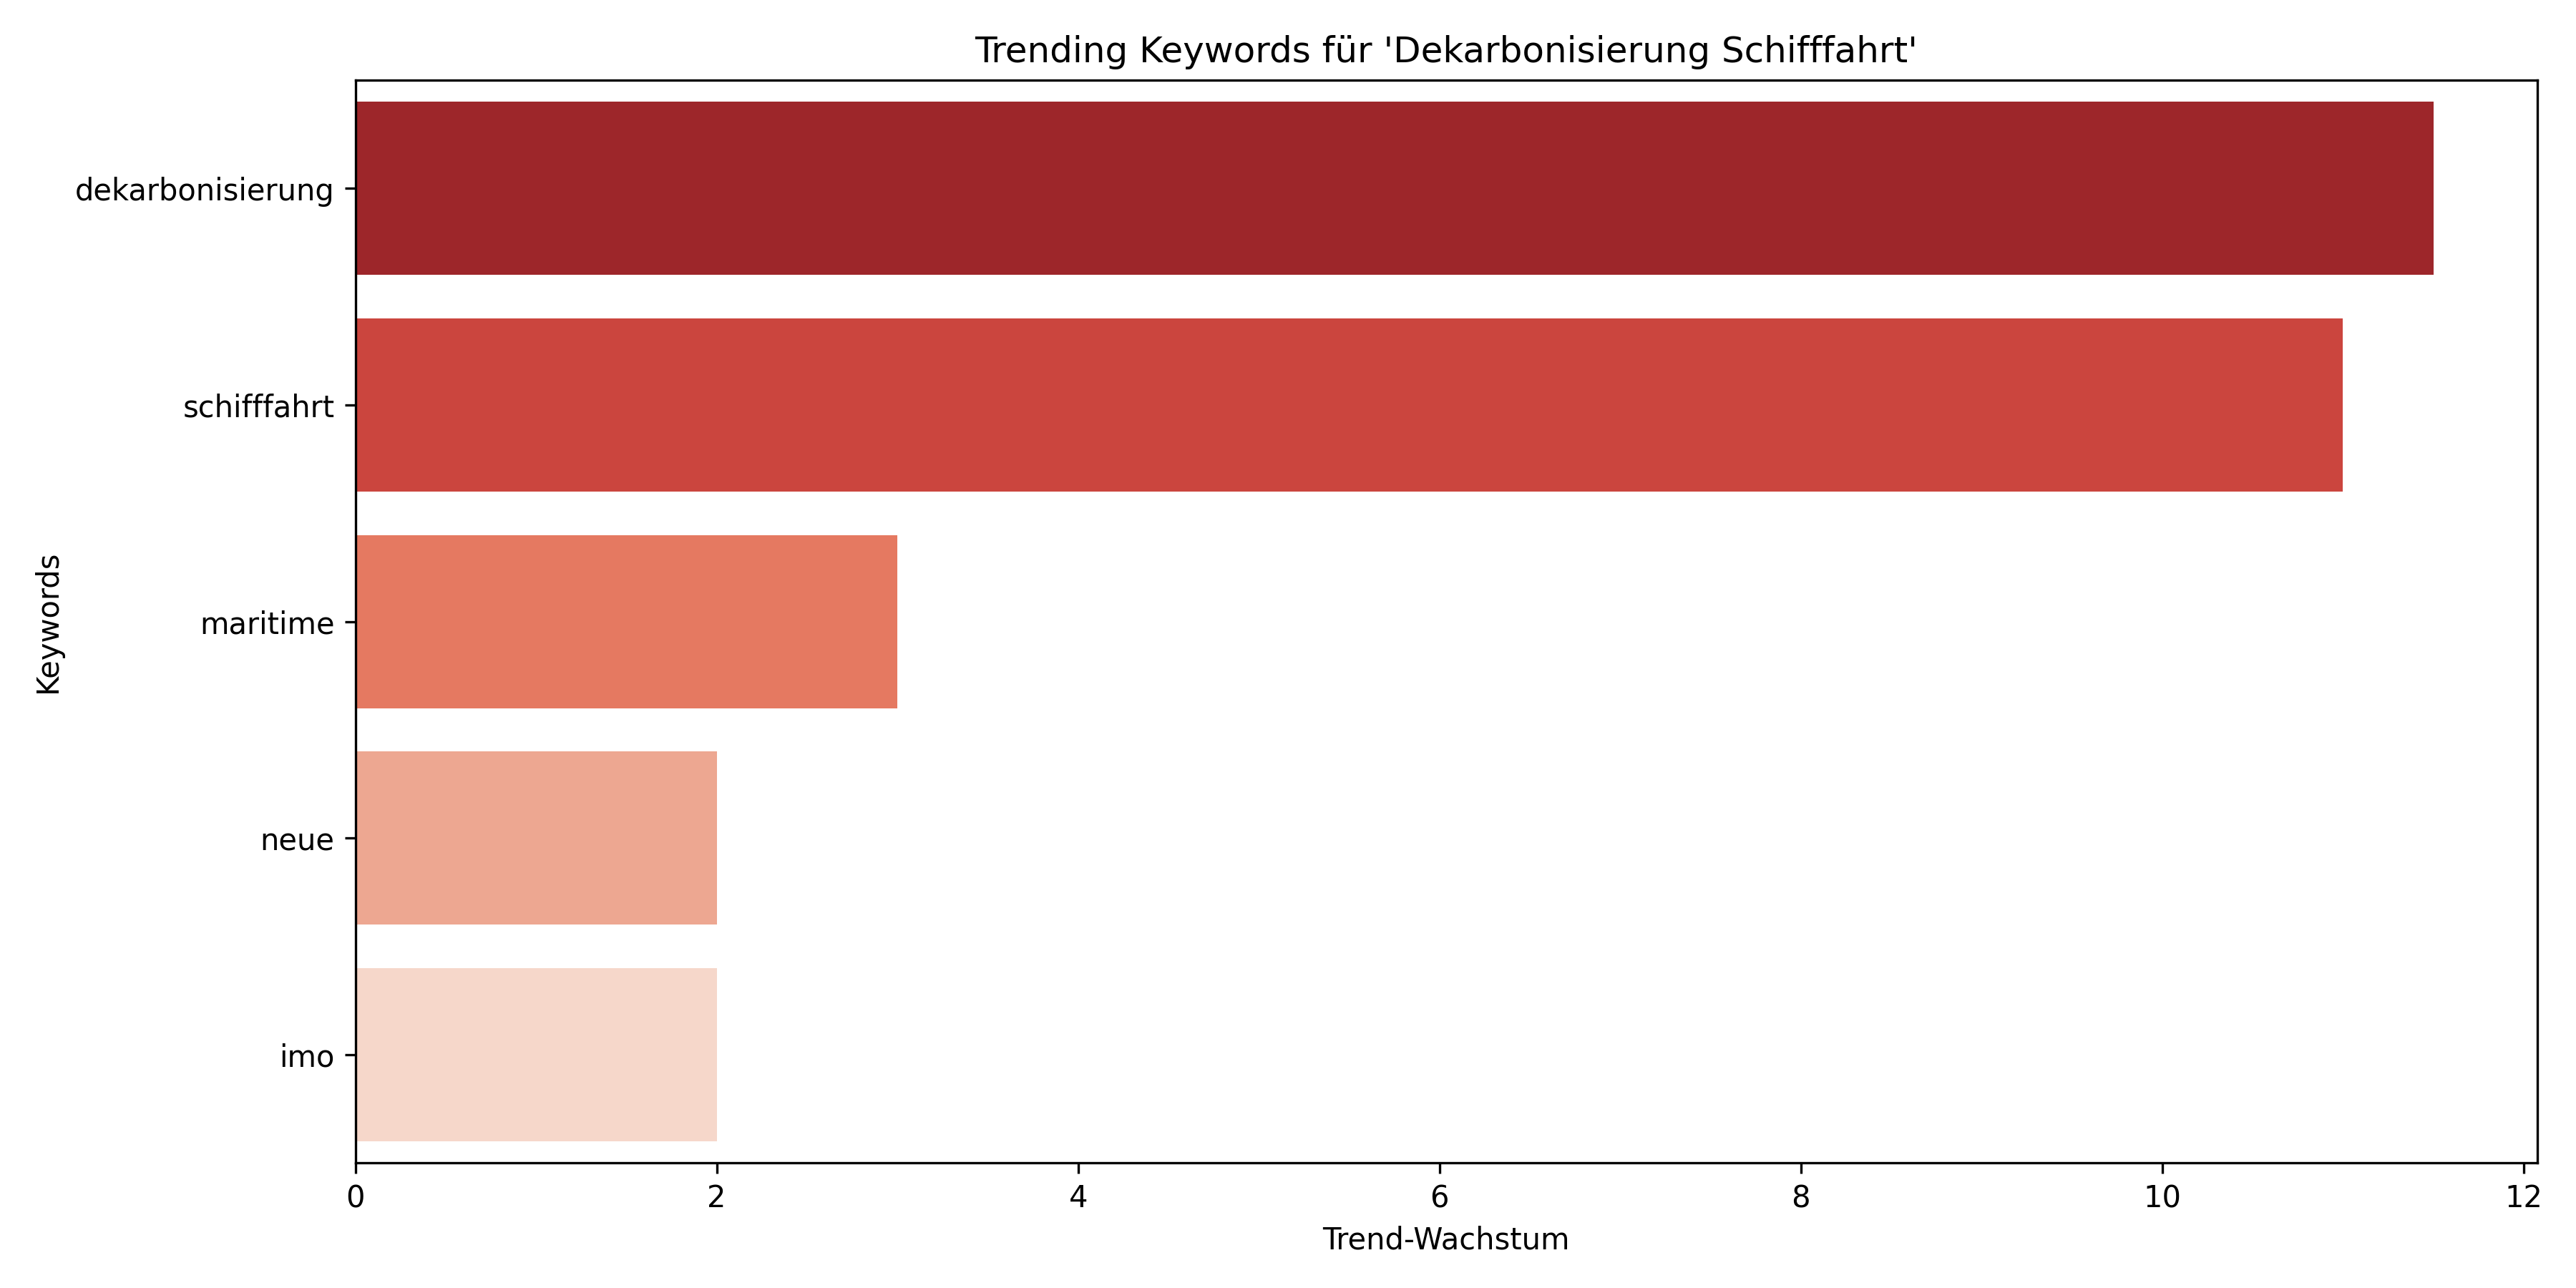 Trending Keywords für 'Dekarbonisierung Schifffahrt'
Keywords
dekarbonisierung
schifffahrt
maritime
neue
imo
0 2 4 6 8 10 12
Trend-Wachstum